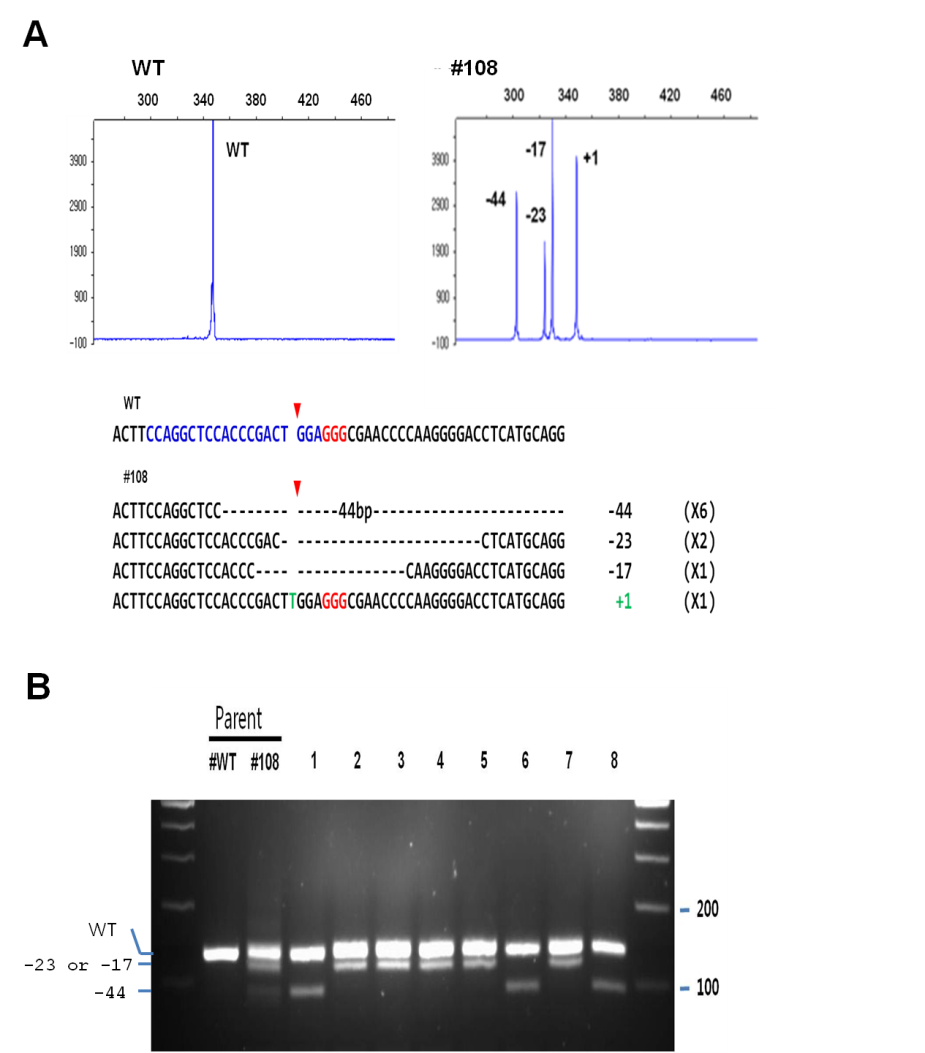 A
WT
#108
300 340 380 420 460
300 340 380 420 460
3900
2900
1900
900
-100
WT
3900
2900
1900
900
-100
-44
-23
-17
+1
WT
ACTTCCAGGCTCCACCCGACT GGAGGGCGAACCCCAAGGGGACCTCATGCAGG
#108
ACTTCCAGGCTCC-------- -----44bp----------------------- -44 (X6)
ACTTCCAGGCTCCACCCGAC- ----------------------CTCATGCAGG -23 (X2)
ACTTCCAGGCTCCACCC---- -------------CAAGGGGACCTCATGCAGG -17 (X1)
ACTTCCAGGCTCCACCCGACTTGGAGGGCGAACCCCAAGGGGACCTCATGCAGG +1 (X1)
B
Parent
#WT #108 1 2 3 4 5 6 7 8
WT
-23 or -17
-44
200
100